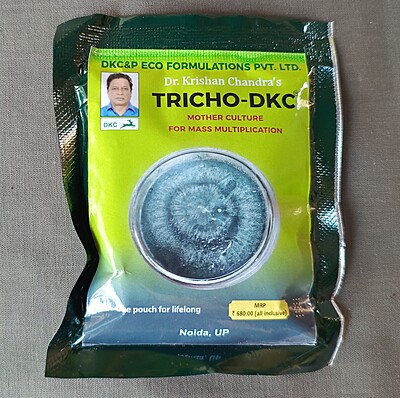 DKC&P ECO FORMULATIONS PVT. LTD.
Dr. Krishan Chandra's
TRICHO-DKC
MOTHER CULTURE
FOR MASS MULTIPLICATION
DKC
pouch for lifelong
MRP
₹ 680.00 (all inclusive)
Noida, UP